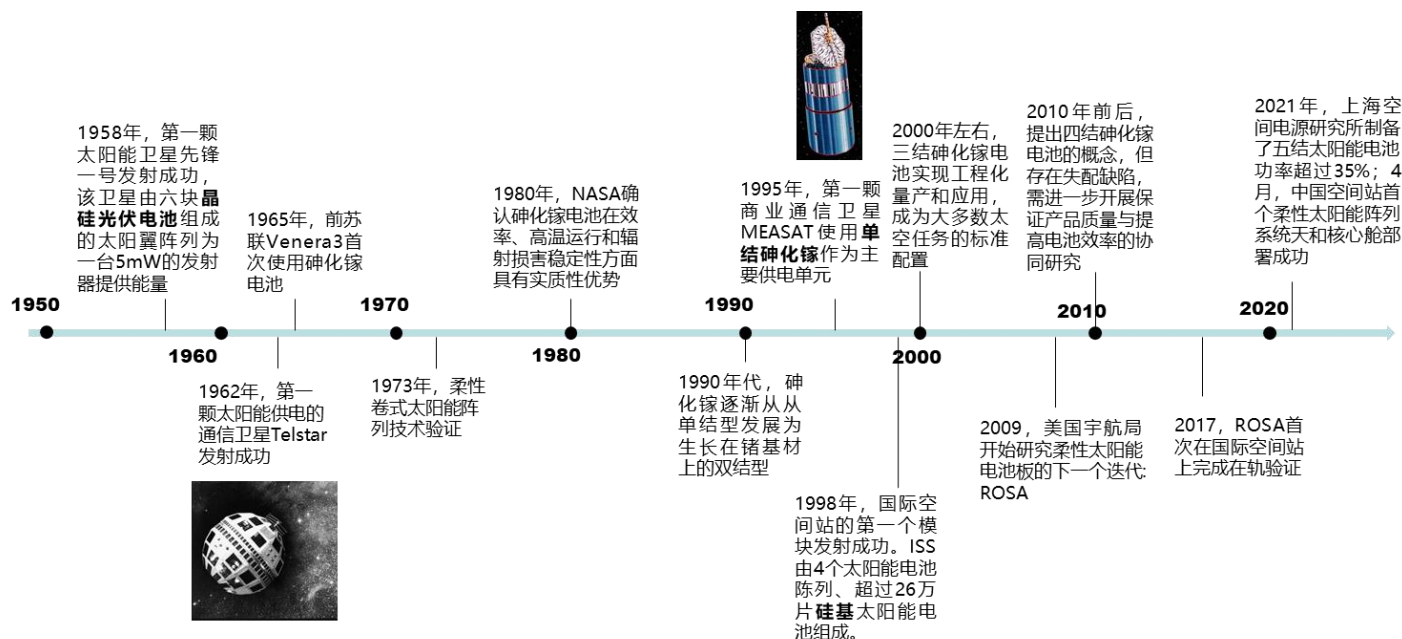 1958年，第一颗
太阳能卫星先锋
一号发射成功，
该卫星由六块晶
硅光伏电池组成
的太阳翼阵列为
一台5mW的发射
器提供能量
1965年，前苏
联Venera3首
次使用砷化镓
电池
1980年，NASA确
认砷化镓电池在效
率、高温运行和辐
射损害稳定性方面
具有实质性优势
1995年，第一颗
商业通信卫星
MEASAT使用单
结砷化镓作为主
要供电单元
2000年左右，
三结砷化镓电
池实现工程化
量产和应用，
成为大多数太
空任务的标准
配置
2010年前后，
提出四结砷化镓
电池的概念，但
存在失配缺陷，
需进一步开展保
证产品质量与提
高电池效率的协
同研究
2021年，上海空
间电源研究所制备
了五结太阳能电池
功率超过35%；4
月，中国空间站首
个柔性太阳能阵列
系统天和核心舱部
署成功
1950
1960
1970
1980
1990
2000
2010
2020
1962年，第一
颗太阳能供电的
通信卫星Telstar
发射成功
1973年，柔性
卷式太阳能阵
列技术验证
1990年代，砷
化镓逐渐从从
单结型发展为
生长在锗基材
上的双结型
1998年，国际空
间站的第一个模
块发射成功。ISS
由4个太阳能电池
阵列、超过26万
片硅基太阳能电
池组成。
2009，美国宇航局
开始研究柔性太阳能
电池板的下一个迭代:
ROSA
2017，ROSA首
次在国际空间站
上完成在轨验证